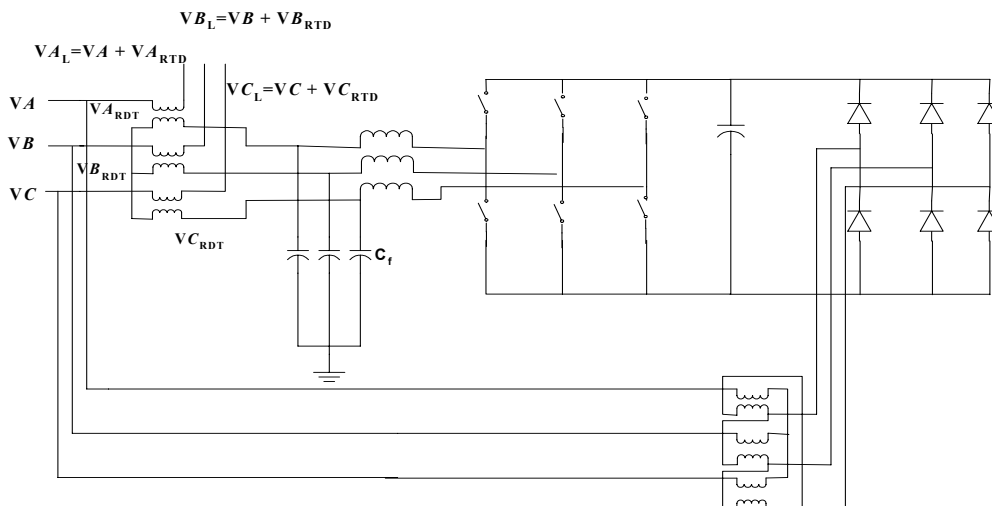 VB_L=VB + VB_RTD
VA_L=VA + VA_RTD
VC_L=VC + VC_RTD
VA
VA_RDT
VB
VB_RDT
VC
VC_RDT
C_f